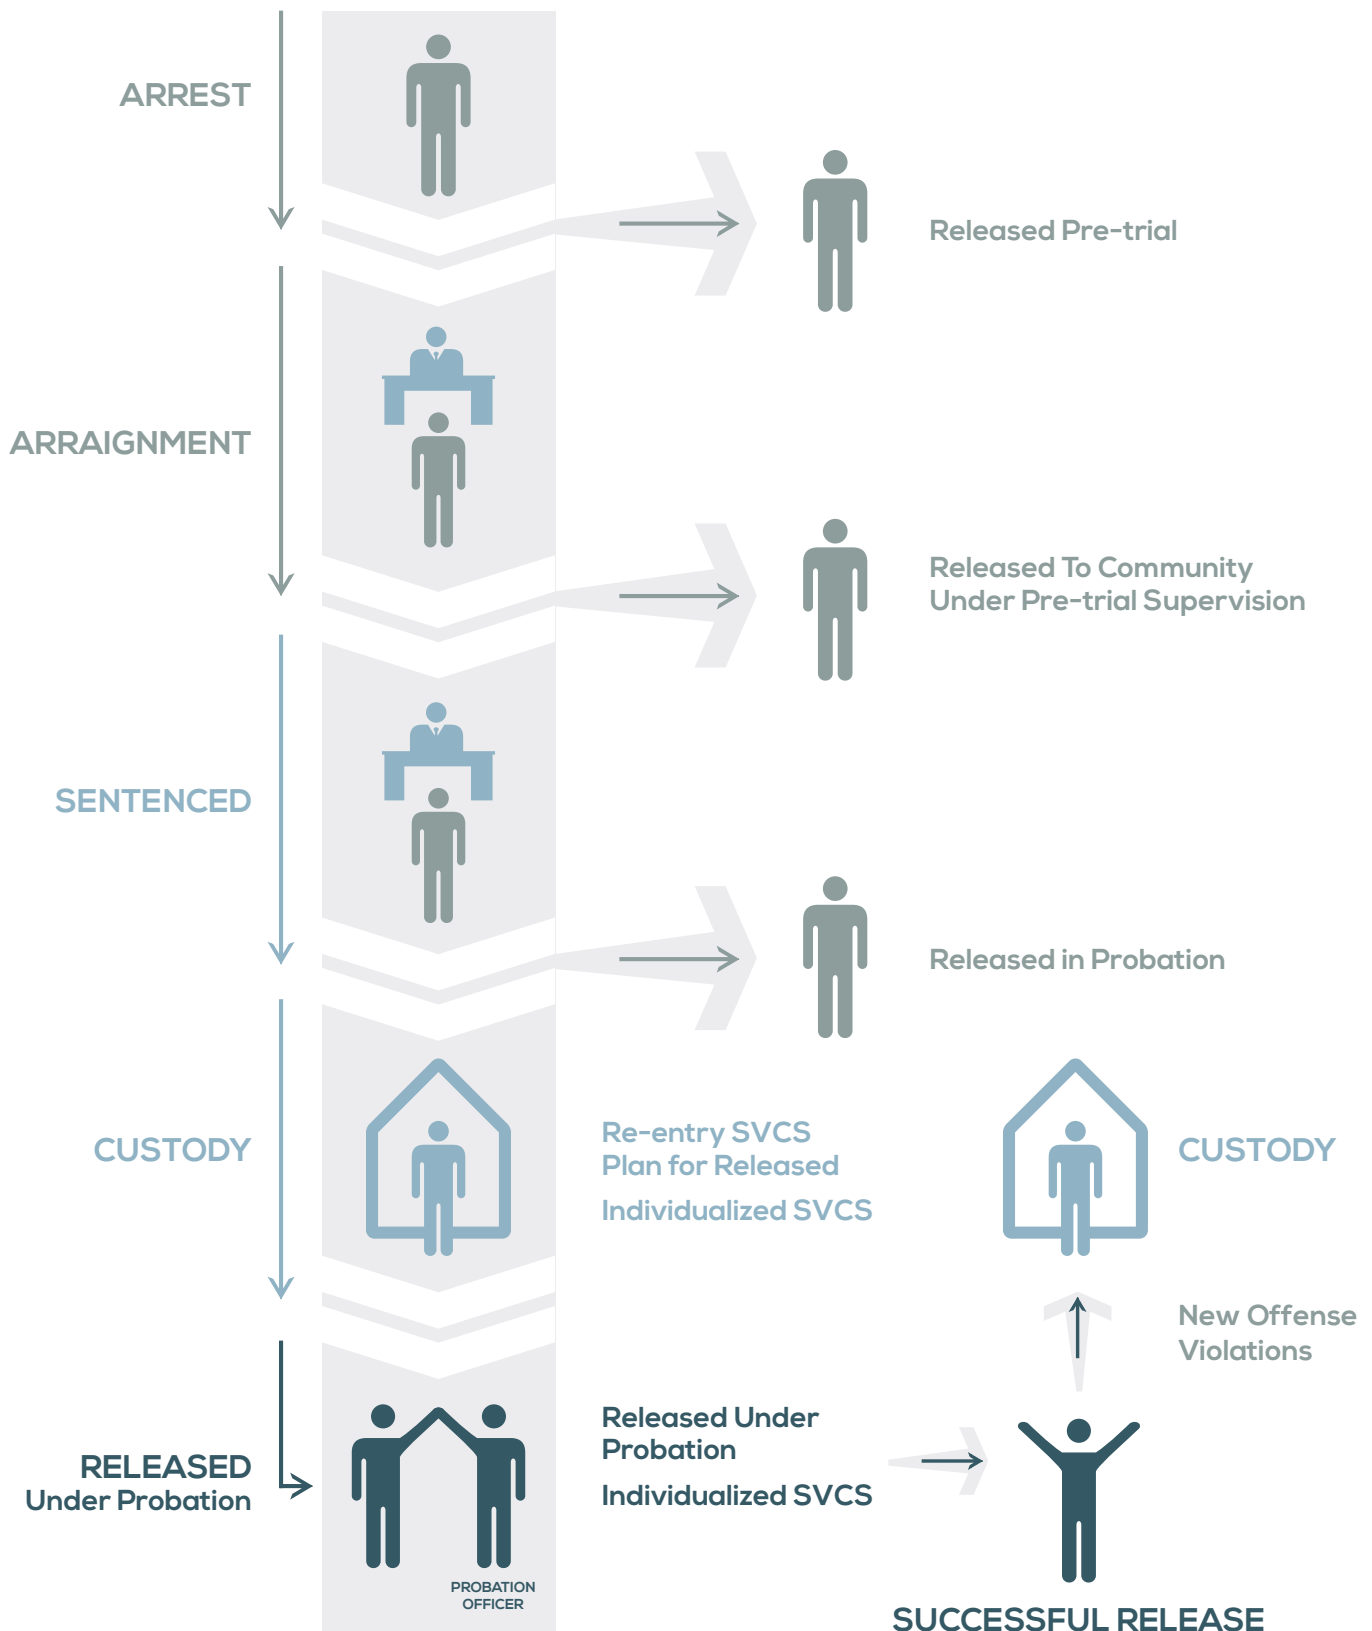 ARREST
Released Pre-trial
ARRAIGNMENT
Released To Community
Under Pre-trial Supervision
SENTENCED
Released in Probation
CUSTODY
Re-entry SVCS
Plan for Released
Individualized SVCS
CUSTODY
New Offense
Violations
RELEASED
Under Probation
Released Under
Probation
Individualized SVCS
PROBATION
OFFICER
SUCCESSFUL RELEASE